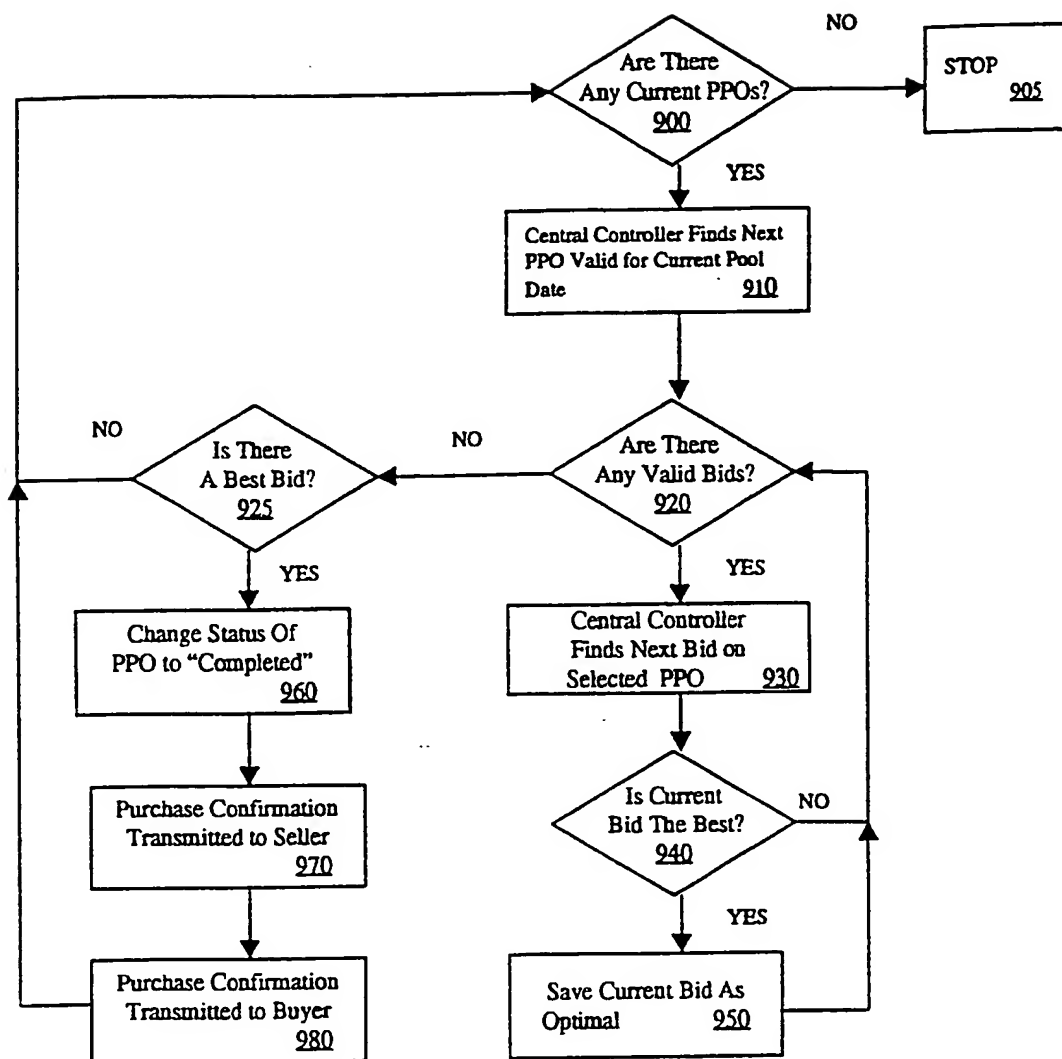 NO
Are There
Any Current PPOs?
900
STOP
905
YES
Central Controller Finds Next
PPO Valid for Current Pool
Date 910
NO
Is There
A Best Bid?
925
NO
Are There
Any Valid Bids?
920
YES
YES
Change Status Of
PPO to “Completed”
960
Central Controller
Finds Next Bid on
Selected PPO 930
Purchase Confirmation
Transmitted to Seller
970
Is Current
Bid The Best?
940
NO
YES
Purchase Confirmation
Transmitted to Buyer
980
Save Current Bid As
Optimal 950